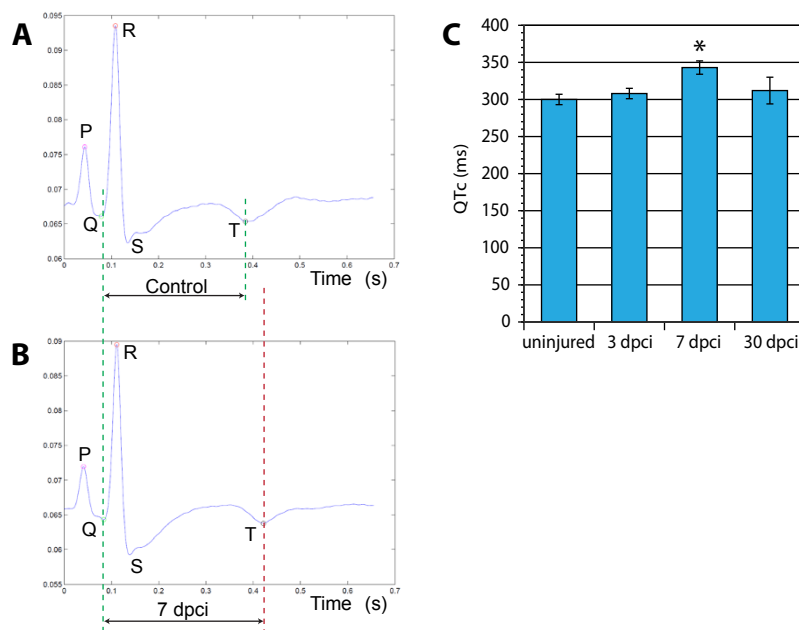 A
0.095
0.09
0.085
0.08
0.075
0.07
0.065
0.06
R
P
Q
S
T
0 0.1 0.2 0.3 0.4 0.5 0.6 0.7
Time (s)
Control
B
0.09
0.085
0.08
0.075
0.07
0.065
0.06
0.055
R
P
Q
S
T
0 0.1 0.2 0.3 0.4 0.5 0.6 0.7
Time (s)
7 dpci
C
400
350
300
250
200
150
100
50
0
QTc (ms)
*
uninjured 3 dpci 7 dpci 30 dpci